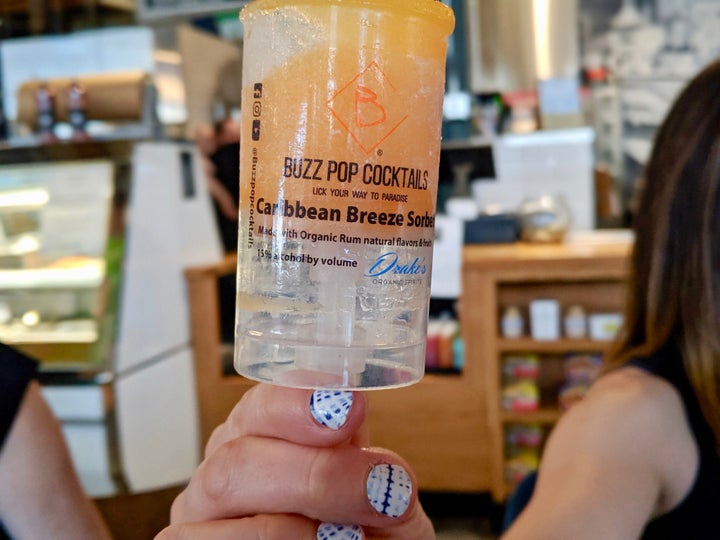 B
®
BUZZ POP COCKTAILS
LICK YOUR WAY TO PARADISE
Caribbean Breeze Sorbe
Made with Organic Rum natural flavors & fruits
15% alcohol by volume
Drake's
ORGANIC SPIRITS
@Buzzpopcocktails